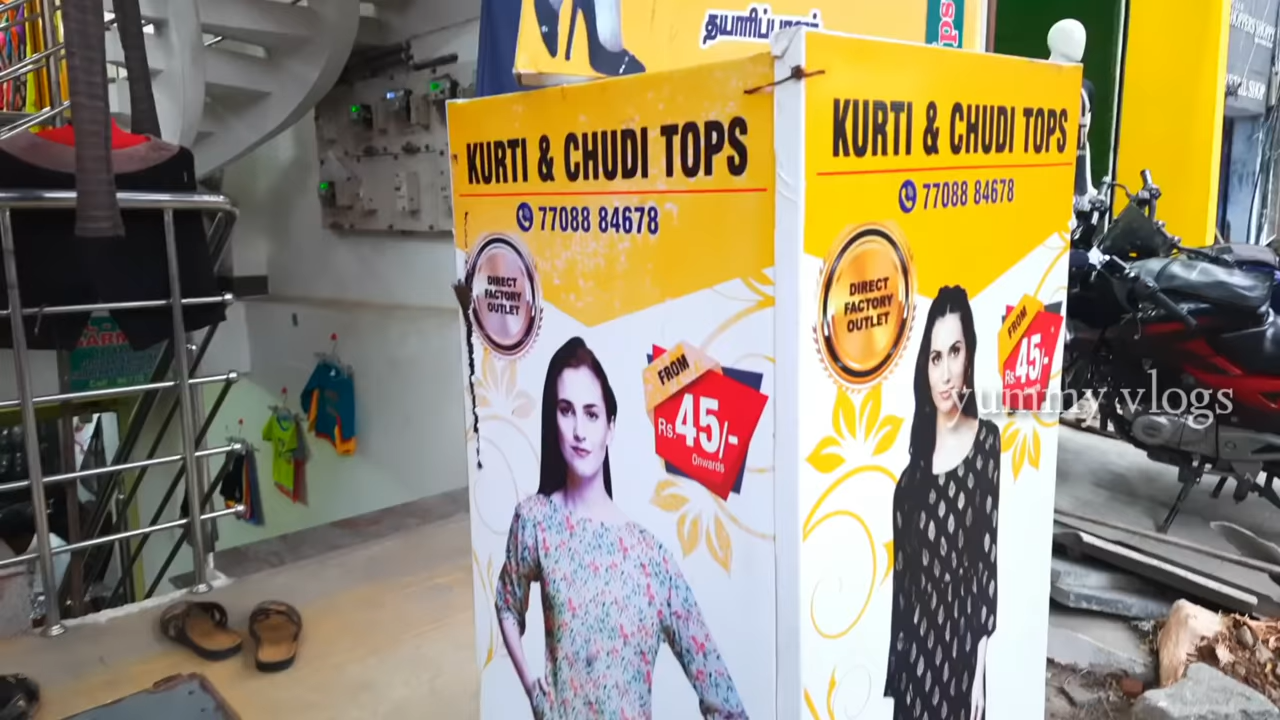 தயாரிப்பாளர்
KURTI & CHUDI TOPS
77088 84678
DIRECT
FACTORY
OUTLET
FROM
Rs.45/-
Onwards
KURTI & CHUDI TOPS
77088 84678
DIRECT
FACTORY
OUTLET
FROM
Rs.45/-
yummy vlogs